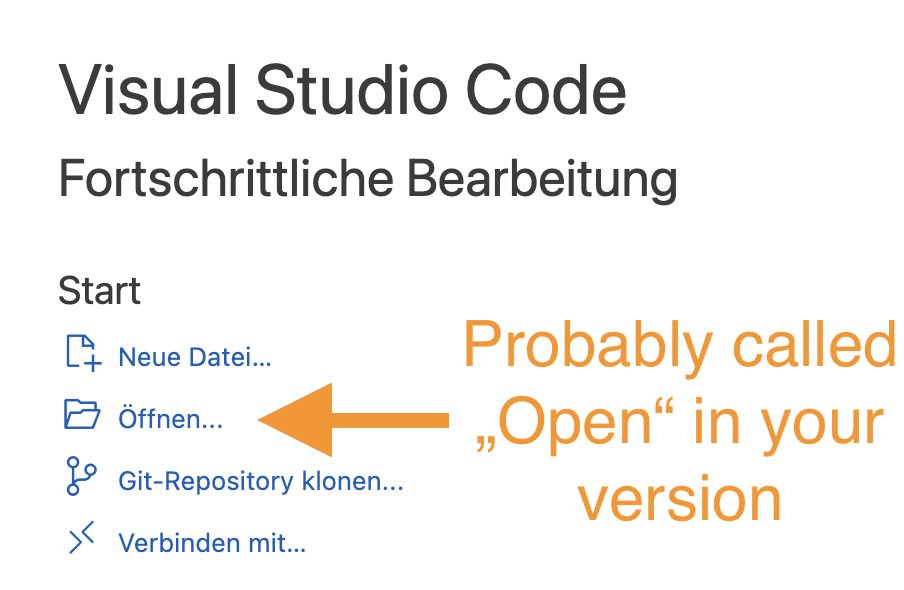 Visual Studio Code
Fortschrittliche Bearbeitung
Start
Neue Datei...
Öffnen...
Git-Repository klonen...
Verbinden mit...
Probably called
„Open“ in your
version